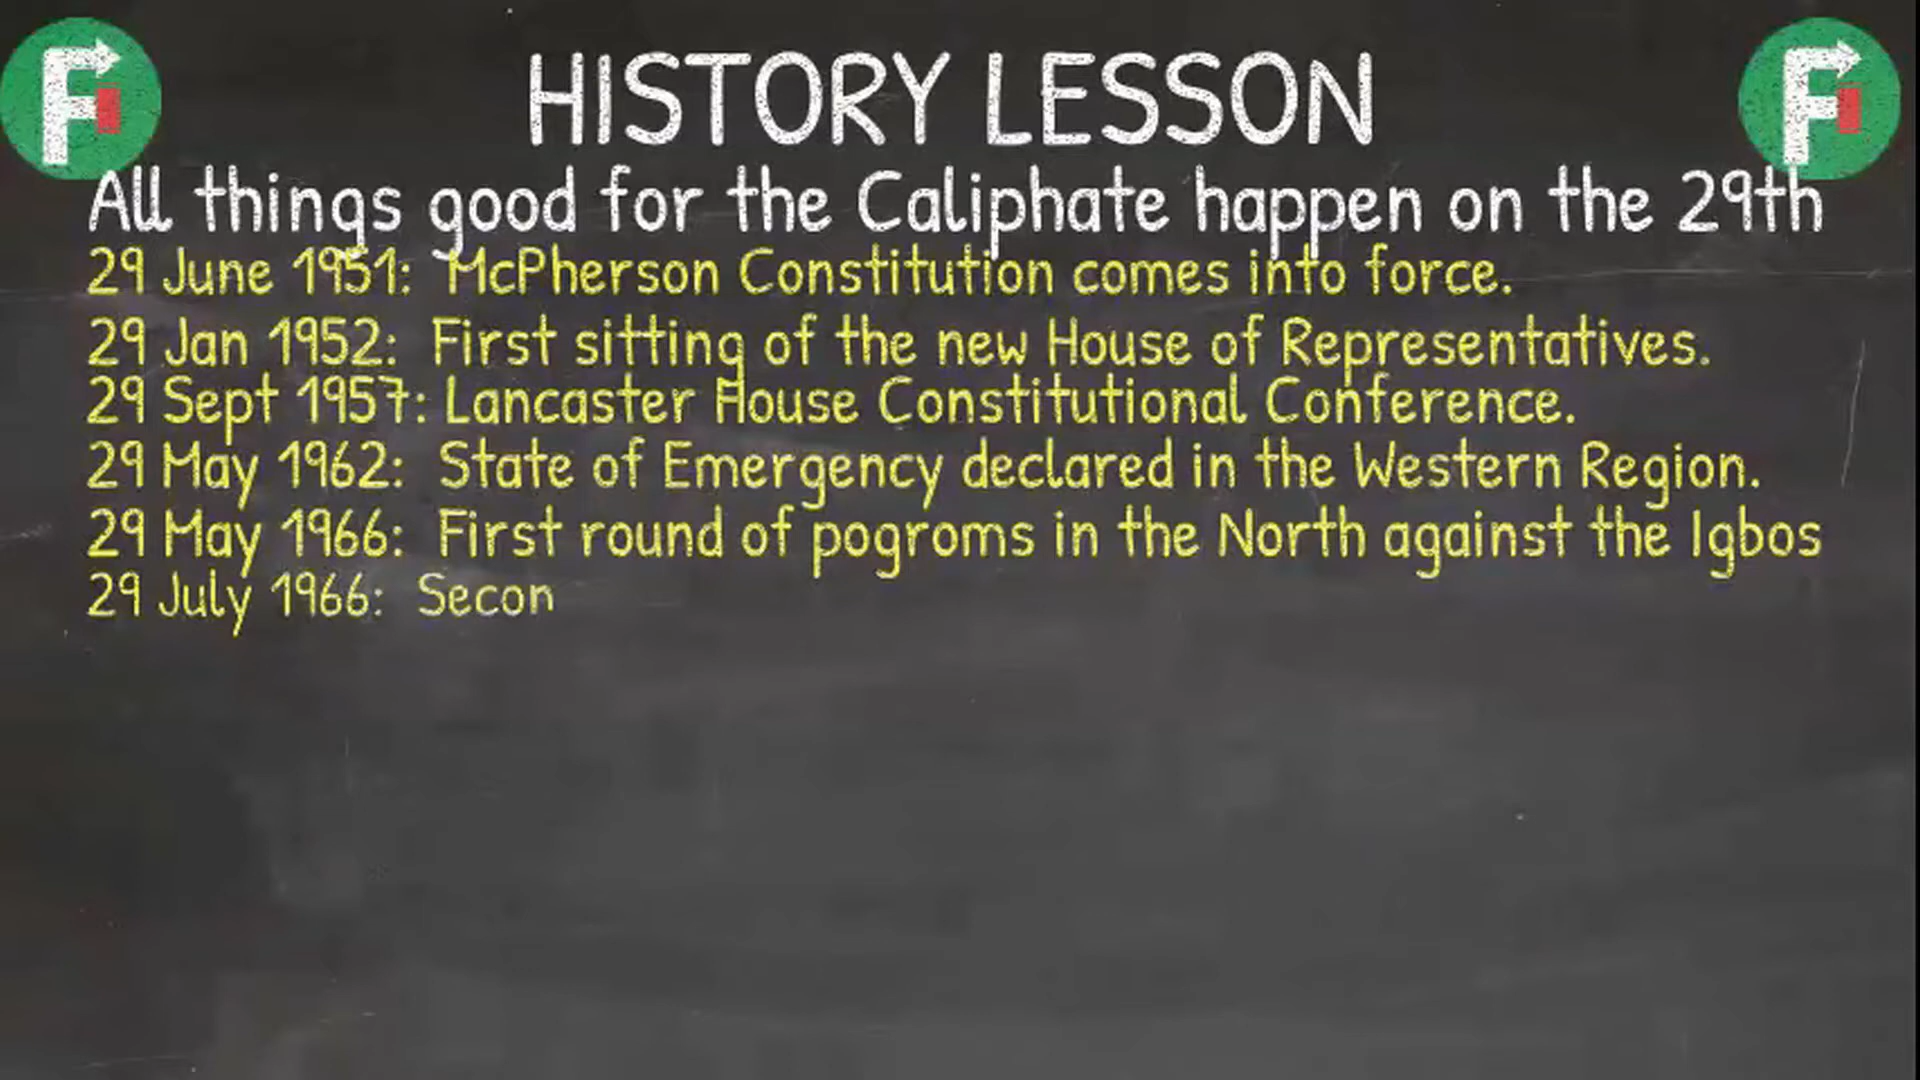 HISTORY LESSON
All things good for the Caliphate happen on the 29th
29 June 1951: McPherson Constitution comes into force.
29 Jan 1952: First sitting of the new House of Representatives.
29 Sept 1957: Lancaster House Constitutional Conference.
29 May 1962: State of Emergency declared in the Western Region.
29 May 1966: First round of pogroms in the North against the Igbos
29 July 1966: Secon